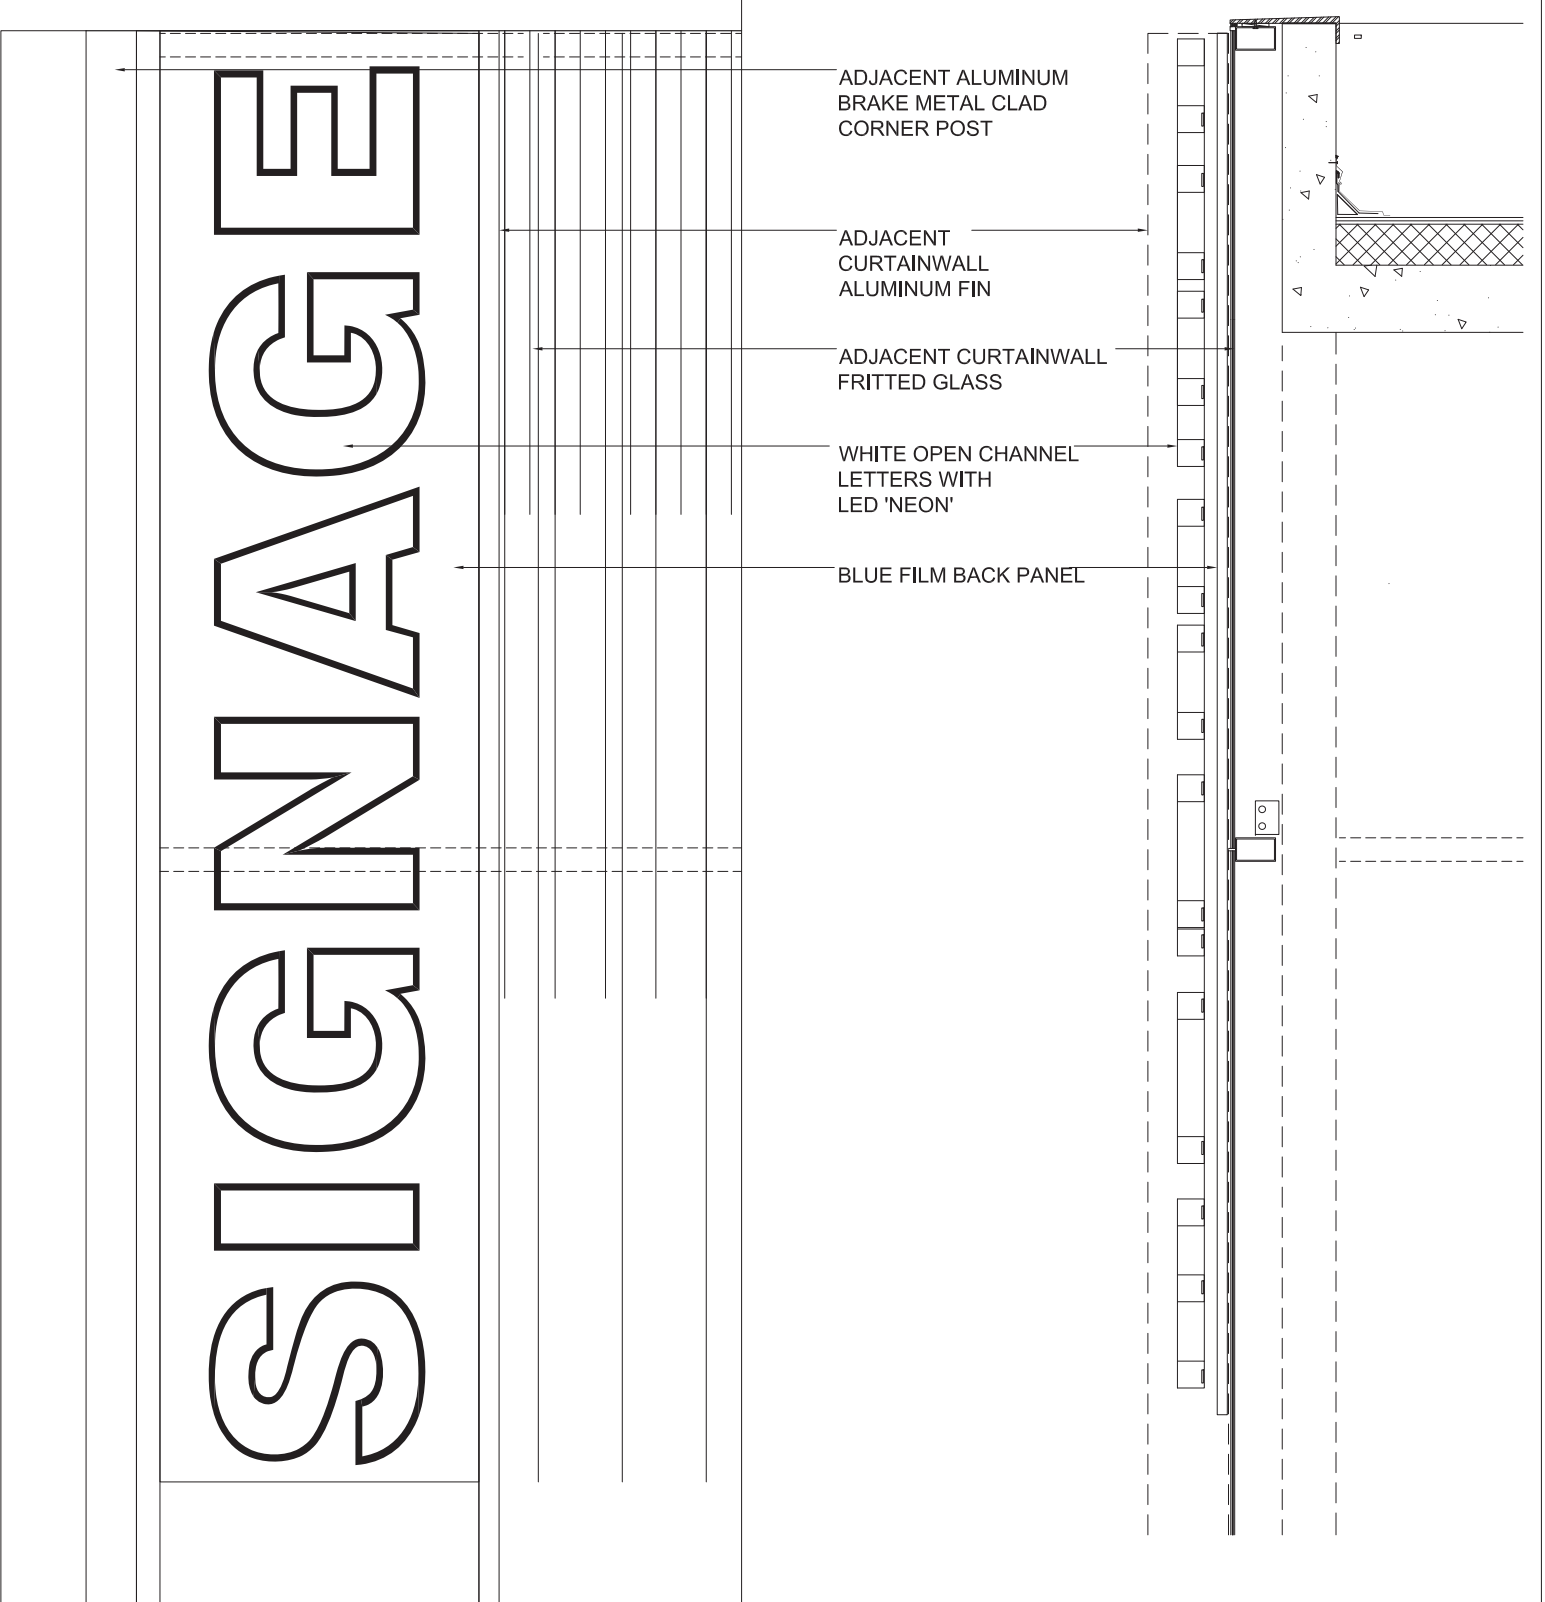 SIGNAGE
ADJACENT ALUMINUM
BRAKE METAL CLAD
CORNER POST
ADJACENT
CURTAINWALL
ALUMINUM FIN
ADJACENT CURTAINWALL
FRITTED GLASS
WHITE OPEN CHANNEL
LETTERS WITH
LED 'NEON'
BLUE FILM BACK PANEL